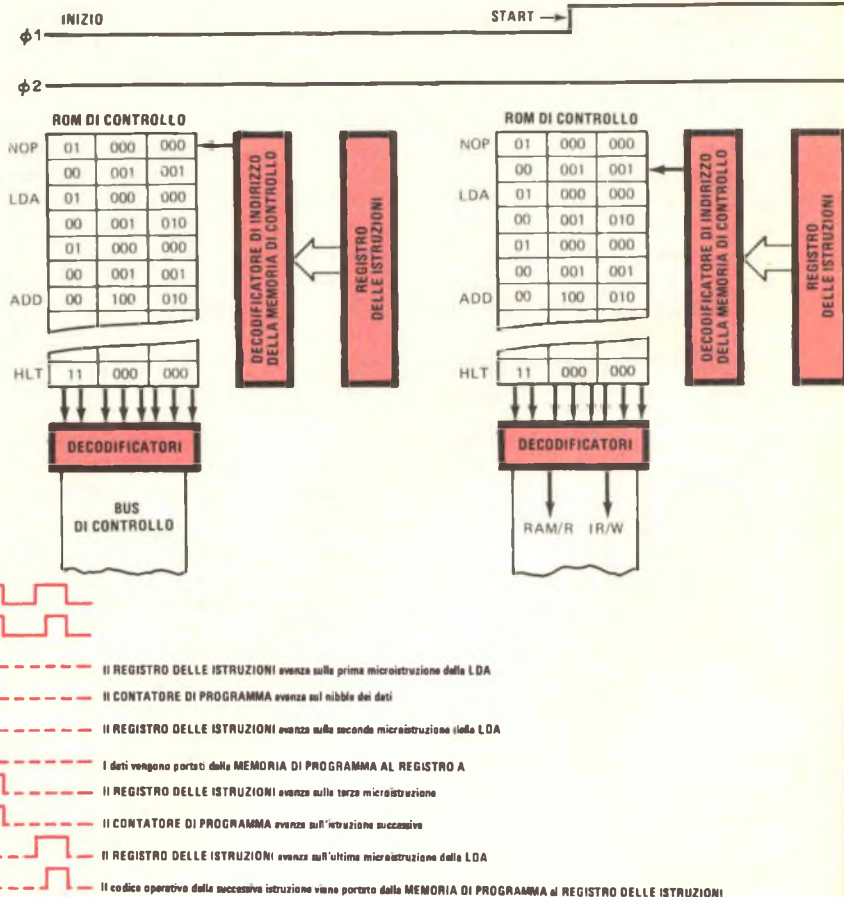 INIZIO
START
ϕ1
ϕ2
ROM DI CONTROLLO
NOP 01 000 000
00 001 001
LDA 01 000 000
00 001 010
01 000 000
00 001 001
ADD 00 100 010
HLT 11 000 000
DECODIFICATORE DI INDIRIZZO
DELLA MEMORIA DI CONTROLLO
REGISTRO
DELLE ISTRUZIONI
DECODIFICATORI
BUS
DI CONTROLLO
ROM DI CONTROLLO
NOP 01 000 000
00 001 001
LDA 01 000 000
00 001 010
01 000 000
00 001 001
ADD 00 100 010
HLT 11 000 000
DECODIFICATORE DI INDIRIZZO
DELLA MEMORIA DI CONTROLLO
REGISTRO
DELLE ISTRUZIONI
DECODIFICATORI
RAM/R IR/W
Il REGISTRO DELLE ISTRUZIONI avanza sulla prima microistruzione della LDA
Il CONTATORE DI PROGRAMMA avanza sul nibble dei dati
Il REGISTRO DELLE ISTRUZIONI avanza sulla seconda microistruzione della LDA
I dati vengono portati dalla MEMORIA DI PROGRAMMA AL REGISTRO A
Il REGISTRO DELLE ISTRUZIONI avanza sulla terza microistruzione
Il CONTATORE DI PROGRAMMA avanza sull'istruzione successiva
Il REGISTRO DELLE ISTRUZIONI avanza sull'ultima microistruzione della LDA
Il codice operativo della successiva istruzione viene portato dalla MEMORIA DI PROGRAMMA al REGISTRO DELLE ISTRUZIONI